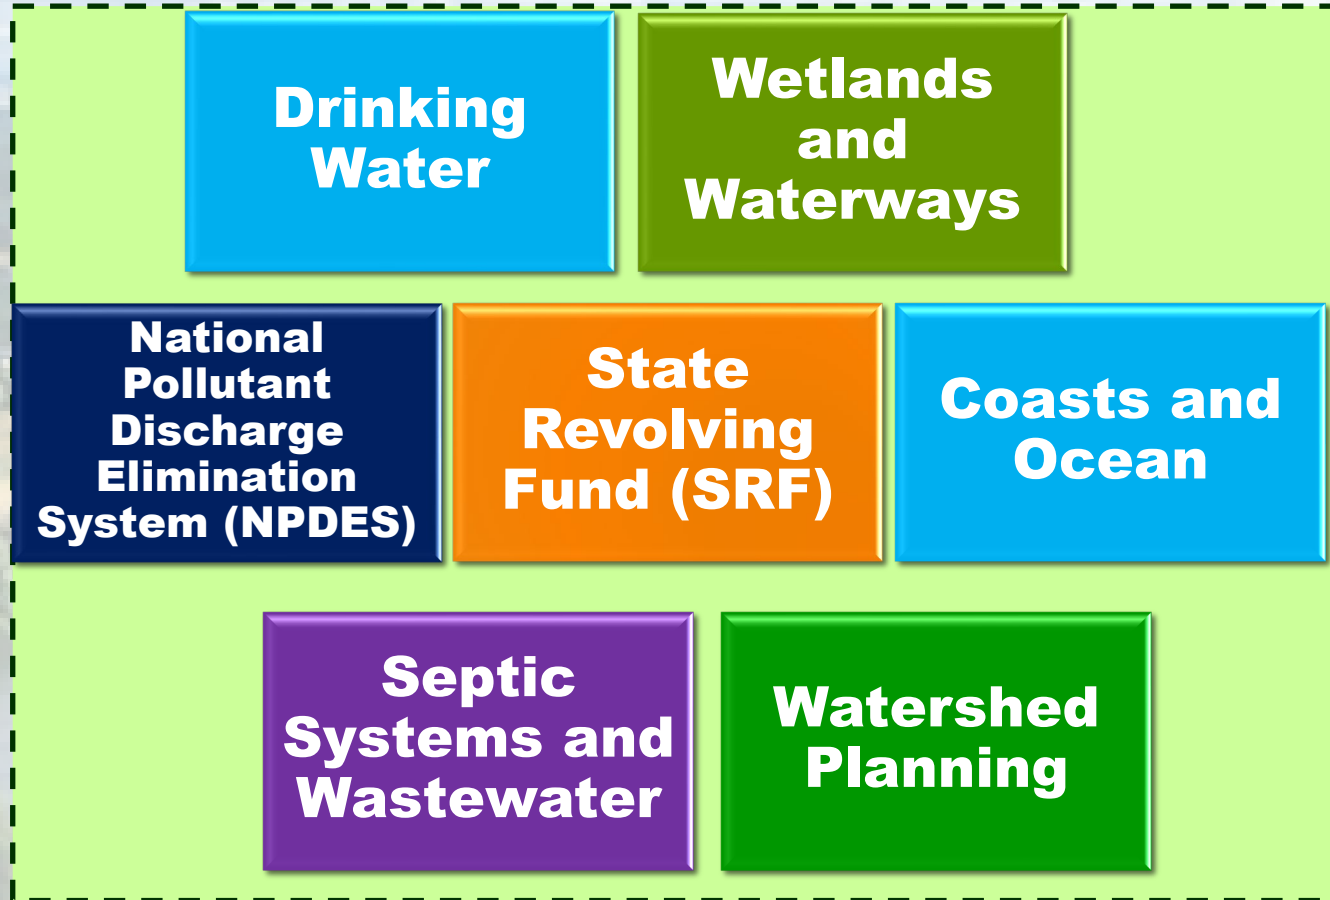 Drinking
Water
Wetlands
and
Waterways
National
Pollutant
Discharge
Elimination
System (NPDES)
State
Revolving
Fund (SRF)
Coasts and
Ocean
Septic
Systems and
Wastewater
Watershed
Planning